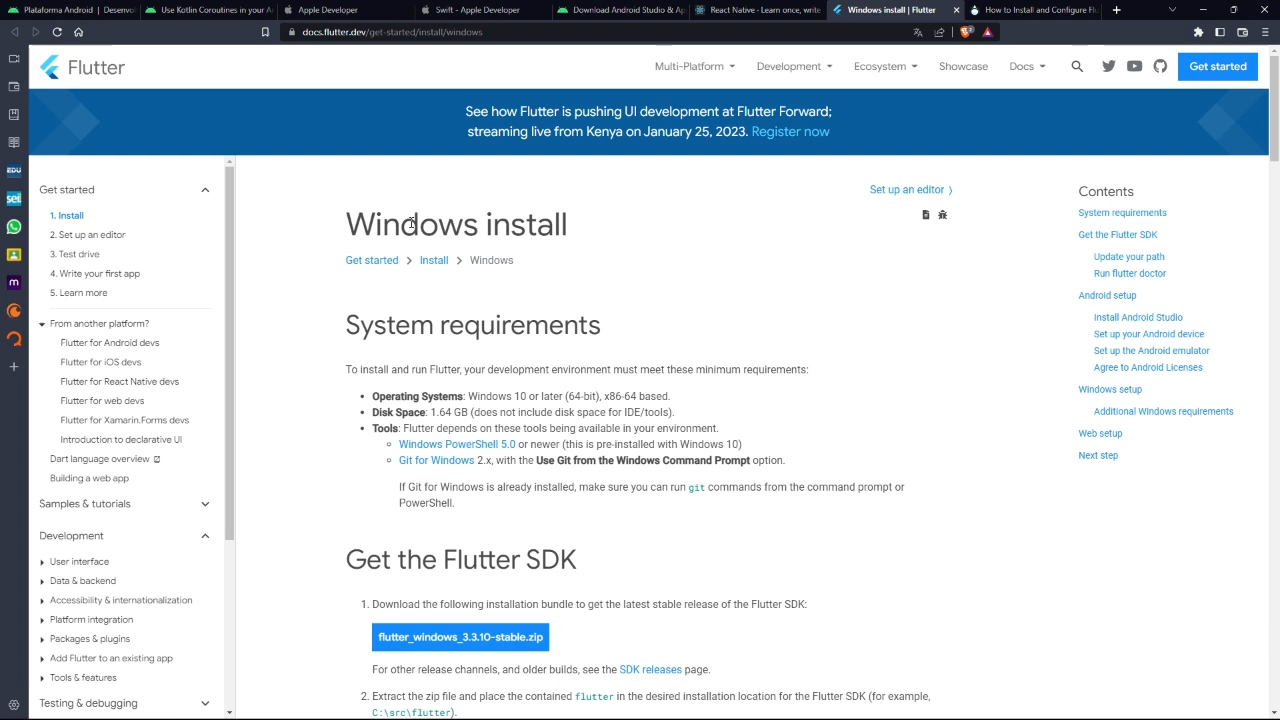 Plataforma Android | Desenvo
Use Kotlin Coroutines in your A
Apple Developer
Swift - Apple Developer
Download Android Studio & Ap
React Native · Learn once, write
Windows install | Flutter
How to Install and Configure Fl
docs.flutter.dev/get-started/install/windows
Flutter
Multi-Platform
Development
Ecosystem
Showcase
Docs
Get started
See how Flutter is pushing UI development at Flutter Forward;
streaming live from Kenya on January 25, 2023. Register now
EDU
sel
m
Get started
1. Install
2. Set up an editor
3. Test drive
4. Write your first app
5. Learn more
From another platform?
Flutter for Android devs
Flutter for iOS devs
Flutter for React Native devs
Flutter for web devs
Flutter for Xamarin.Forms devs
Introduction to declarative UI
Dart language overview
Building a web app
Samples & tutorials
Development
User interface
Data & backend
Accessibility & internationalization
Platform integration
Packages & plugins
Add Flutter to an existing app
Tools & features
Testing & debugging
Set up an editor
Windows install
Get started > Install > Windows
System requirements
To install and run Flutter, your development environment must meet these minimum requirements:
• Operating Systems: Windows 10 or later (64-bit), x86-64 based.
• Disk Space: 1.64 GB (does not include disk space for IDE/tools).
• Tools: Flutter depends on these tools being available in your environment.
Windows PowerShell 5.0 or newer (this is pre-installed with Windows 10)
Git for Windows 2.x, with the Use Git from the Windows Command Prompt option.
If Git for Windows is already installed, make sure you can run git commands from the command prompt or
PowerShell.
Get the Flutter SDK
1. Download the following installation bundle to get the latest stable release of the Flutter SDK:
flutter_windows_3.3.10-stable.zip
For other release channels, and older builds, see the SDK releases page.
2. Extract the zip file and place the contained flutter in the desired installation location for the Flutter SDK (for example,
C:\src\flutter).
Contents
System requirements
Get the Flutter SDK
Update your path
Run flutter doctor
Android setup
Install Android Studio
Set up your Android device
Set up the Android emulator
Agree to Android Licenses
Windows setup
Additional Windows requirements
Web setup
Next step